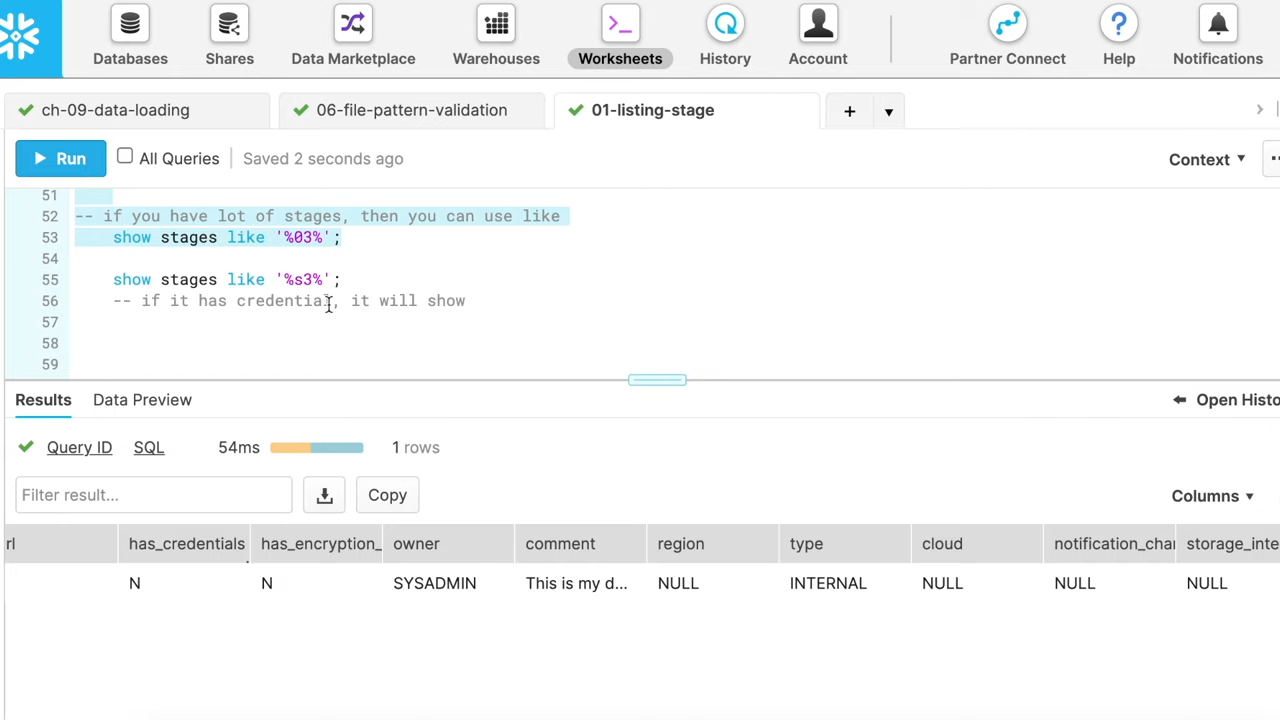 Databases Shares Data Marketplace Warehouses Worksheets History Account Partner Connect Help Notifications
ch-09-data-loading 06-file-pattern-validation 01-listing-stage
Run All Queries Saved 2 seconds ago Context
51
52 -- if you have lot of stages, then you can use like
53 show stages like '%03%';
54
55 show stages like '%s3%';
56 -- if it has credential, it will show
57
58
59
Results Data Preview Open Histo
Query ID SQL 54ms 1 rows
Filter result... Copy Columns
rl has_credentials has_encryption_ owner comment region type cloud notification_chai storage_inte
N N SYSADMIN This is my d... NULL INTERNAL NULL NULL NULL